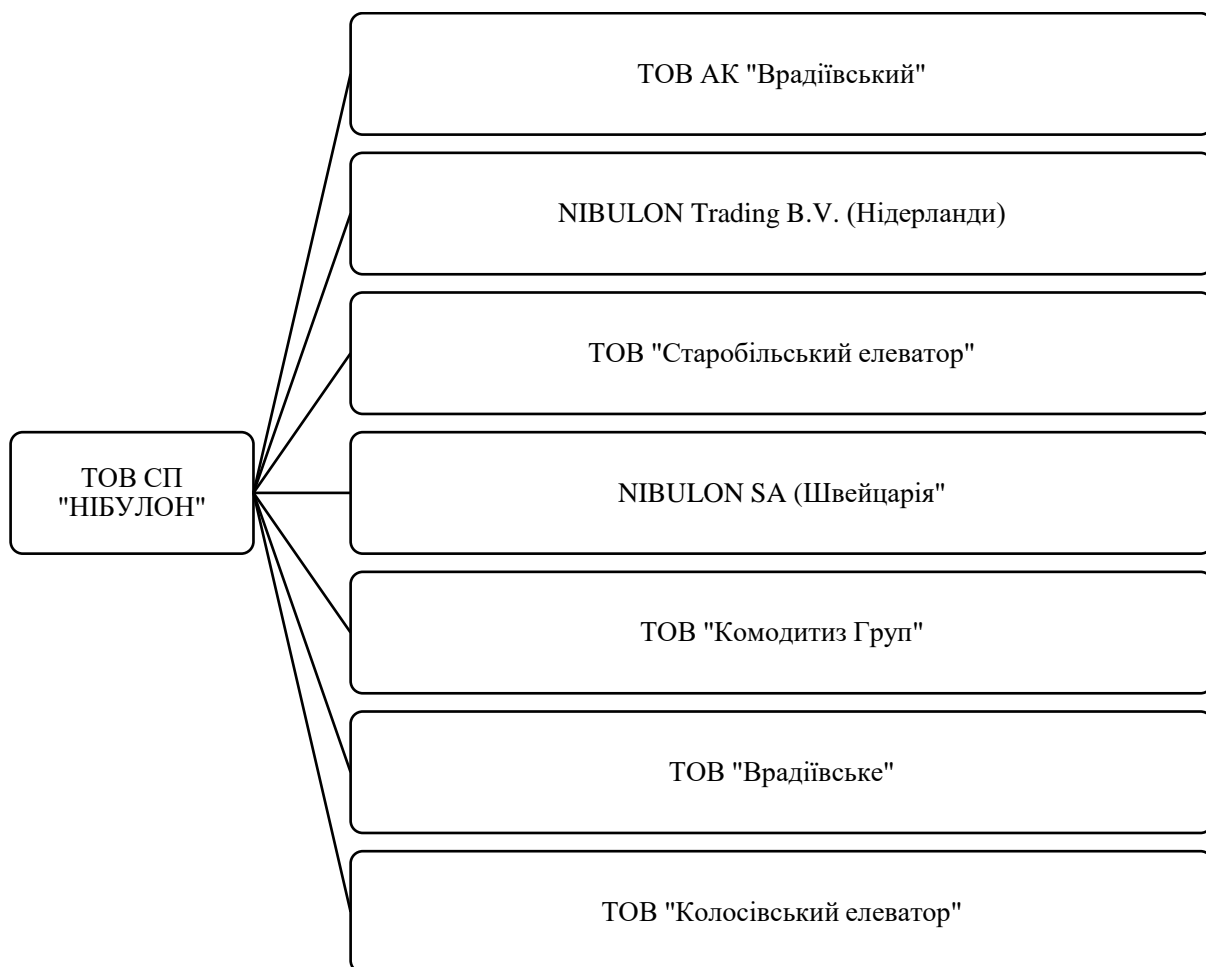 ТОВ АК "Врадіївський"
NIBULON Trading B.V. (Нідерланди)
ТОВ "Старобільський елеватор"
ТОВ СП
"НІБУЛОН"
NIBULON SA (Швейцарія"
ТОВ "Комодитиз Груп"
ТОВ "Врадіївське"
ТОВ "Колосівський елеватор"